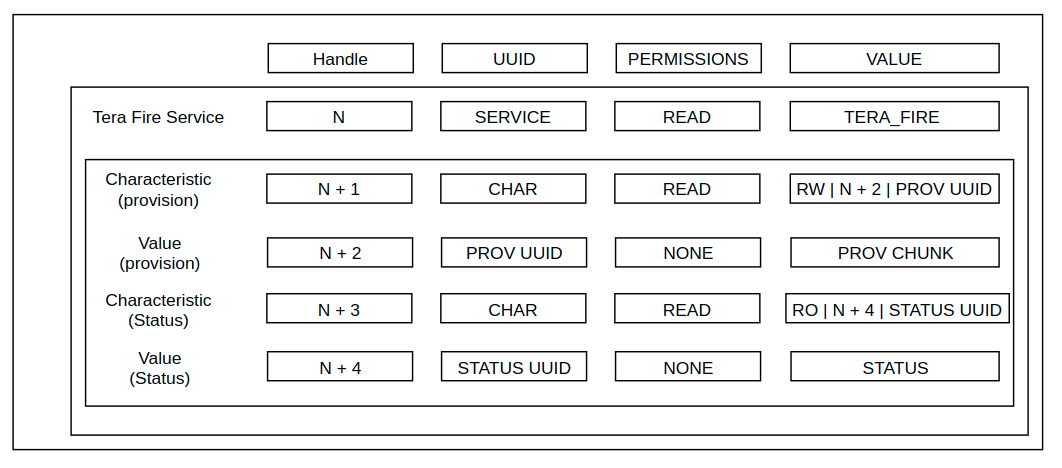 Handle UUID PERMISSIONS VALUE
Tera Fire Service N SERVICE READ TERA_FIRE
Characteristic
(provision) N + 1 CHAR READ RW | N + 2 | PROV UUID
Value
(provision) N + 2 PROV UUID NONE PROV CHUNK
Characteristic
(Status) N + 3 CHAR READ RO | N + 4 | STATUS UUID
Value
(Status) N + 4 STATUS UUID NONE STATUS